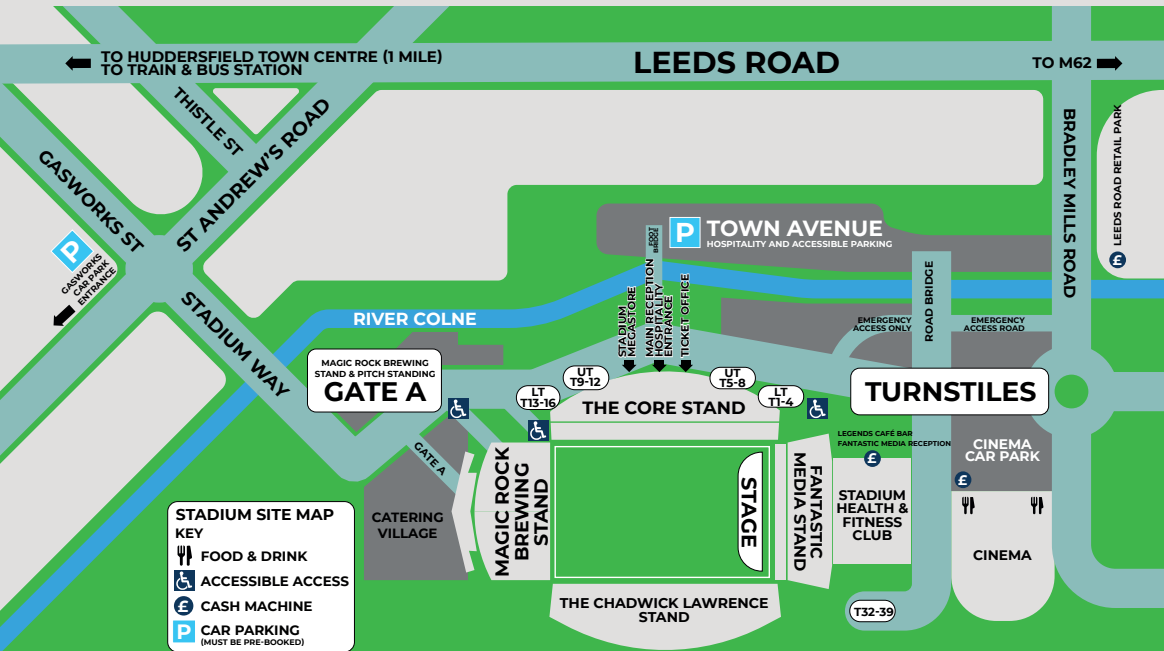 TO HUDDERSFIELD TOWN CENTRE (1 MILE)
TO TRAIN & BUS STATION
LEEDS ROAD
TO M62
THISTLE ST
ST ANDREW'S ROAD
GASWORKS ST
P
GASWORKS
CAR PARK
ENTRANCE
STADIUM WAY
BRADLEY MILLS ROAD
LEEDS ROAD RETAIL PARK
£
P
TOWN AVENUE
HOSPITALITY AND ACCESSIBLE PARKING
FOOT
BRIDGE
RIVER COLNE
STADIUM
MEGASTORE
MAIN RECEPTION
HOSPITALITY
ENTRANCE
TICKET OFFICE
ROAD BRIDGE
EMERGENCY
ACCESS ONLY
EMERGENCY
ACCESS ROAD
MAGIC ROCK BREWING
STAND & PITCH STANDING
GATE A
UT
T9-12
UT
T5-8
LT
T13-16
LT
T1-4
TURNSTILES
THE CORE STAND
GATE A
LEGENDS CAFÉ BAR
FANTASTIC MEDIA RECEPTION
£
CINEMA
CAR PARK
£
CATERING
VILLAGE
MAGIC ROCK
BREWING
STAND
STAGE
FANTASTIC
MEDIA STAND
STADIUM
HEALTH &
FITNESS
CLUB
CINEMA
THE CHADWICK LAWRENCE
STAND
T32-39
STADIUM SITE MAP
KEY
FOOD & DRINK
ACCESSIBLE ACCESS
£ CASH MACHINE
P CAR PARKING
(MUST BE PRE-BOOKED)